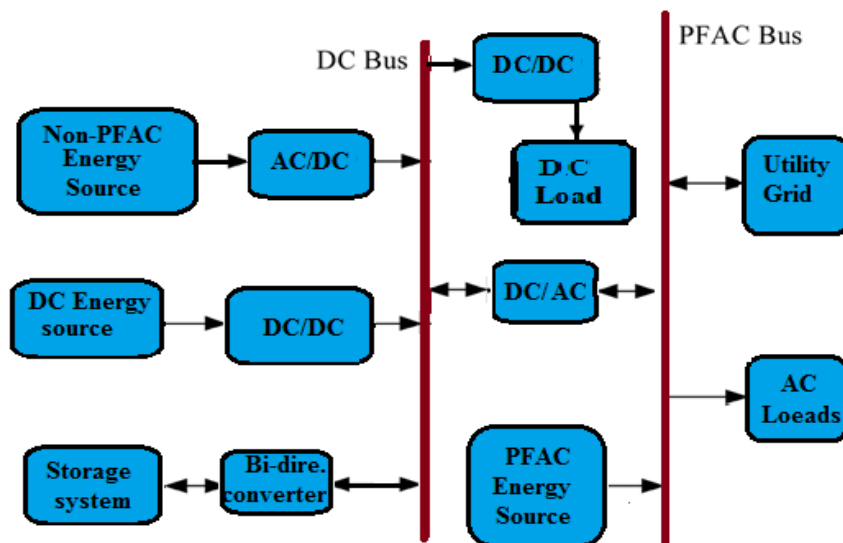 DC Bus
DC/DC
PFAC Bus
Non-PFAC
Energy
Source
AC/DC
D.C
Load
Utility
Grid
DC Energy
source
DC/DC
DC/AC
Storage
system
Bi-dire.
converter
PFAC
Energy
Source
AC
Loeads